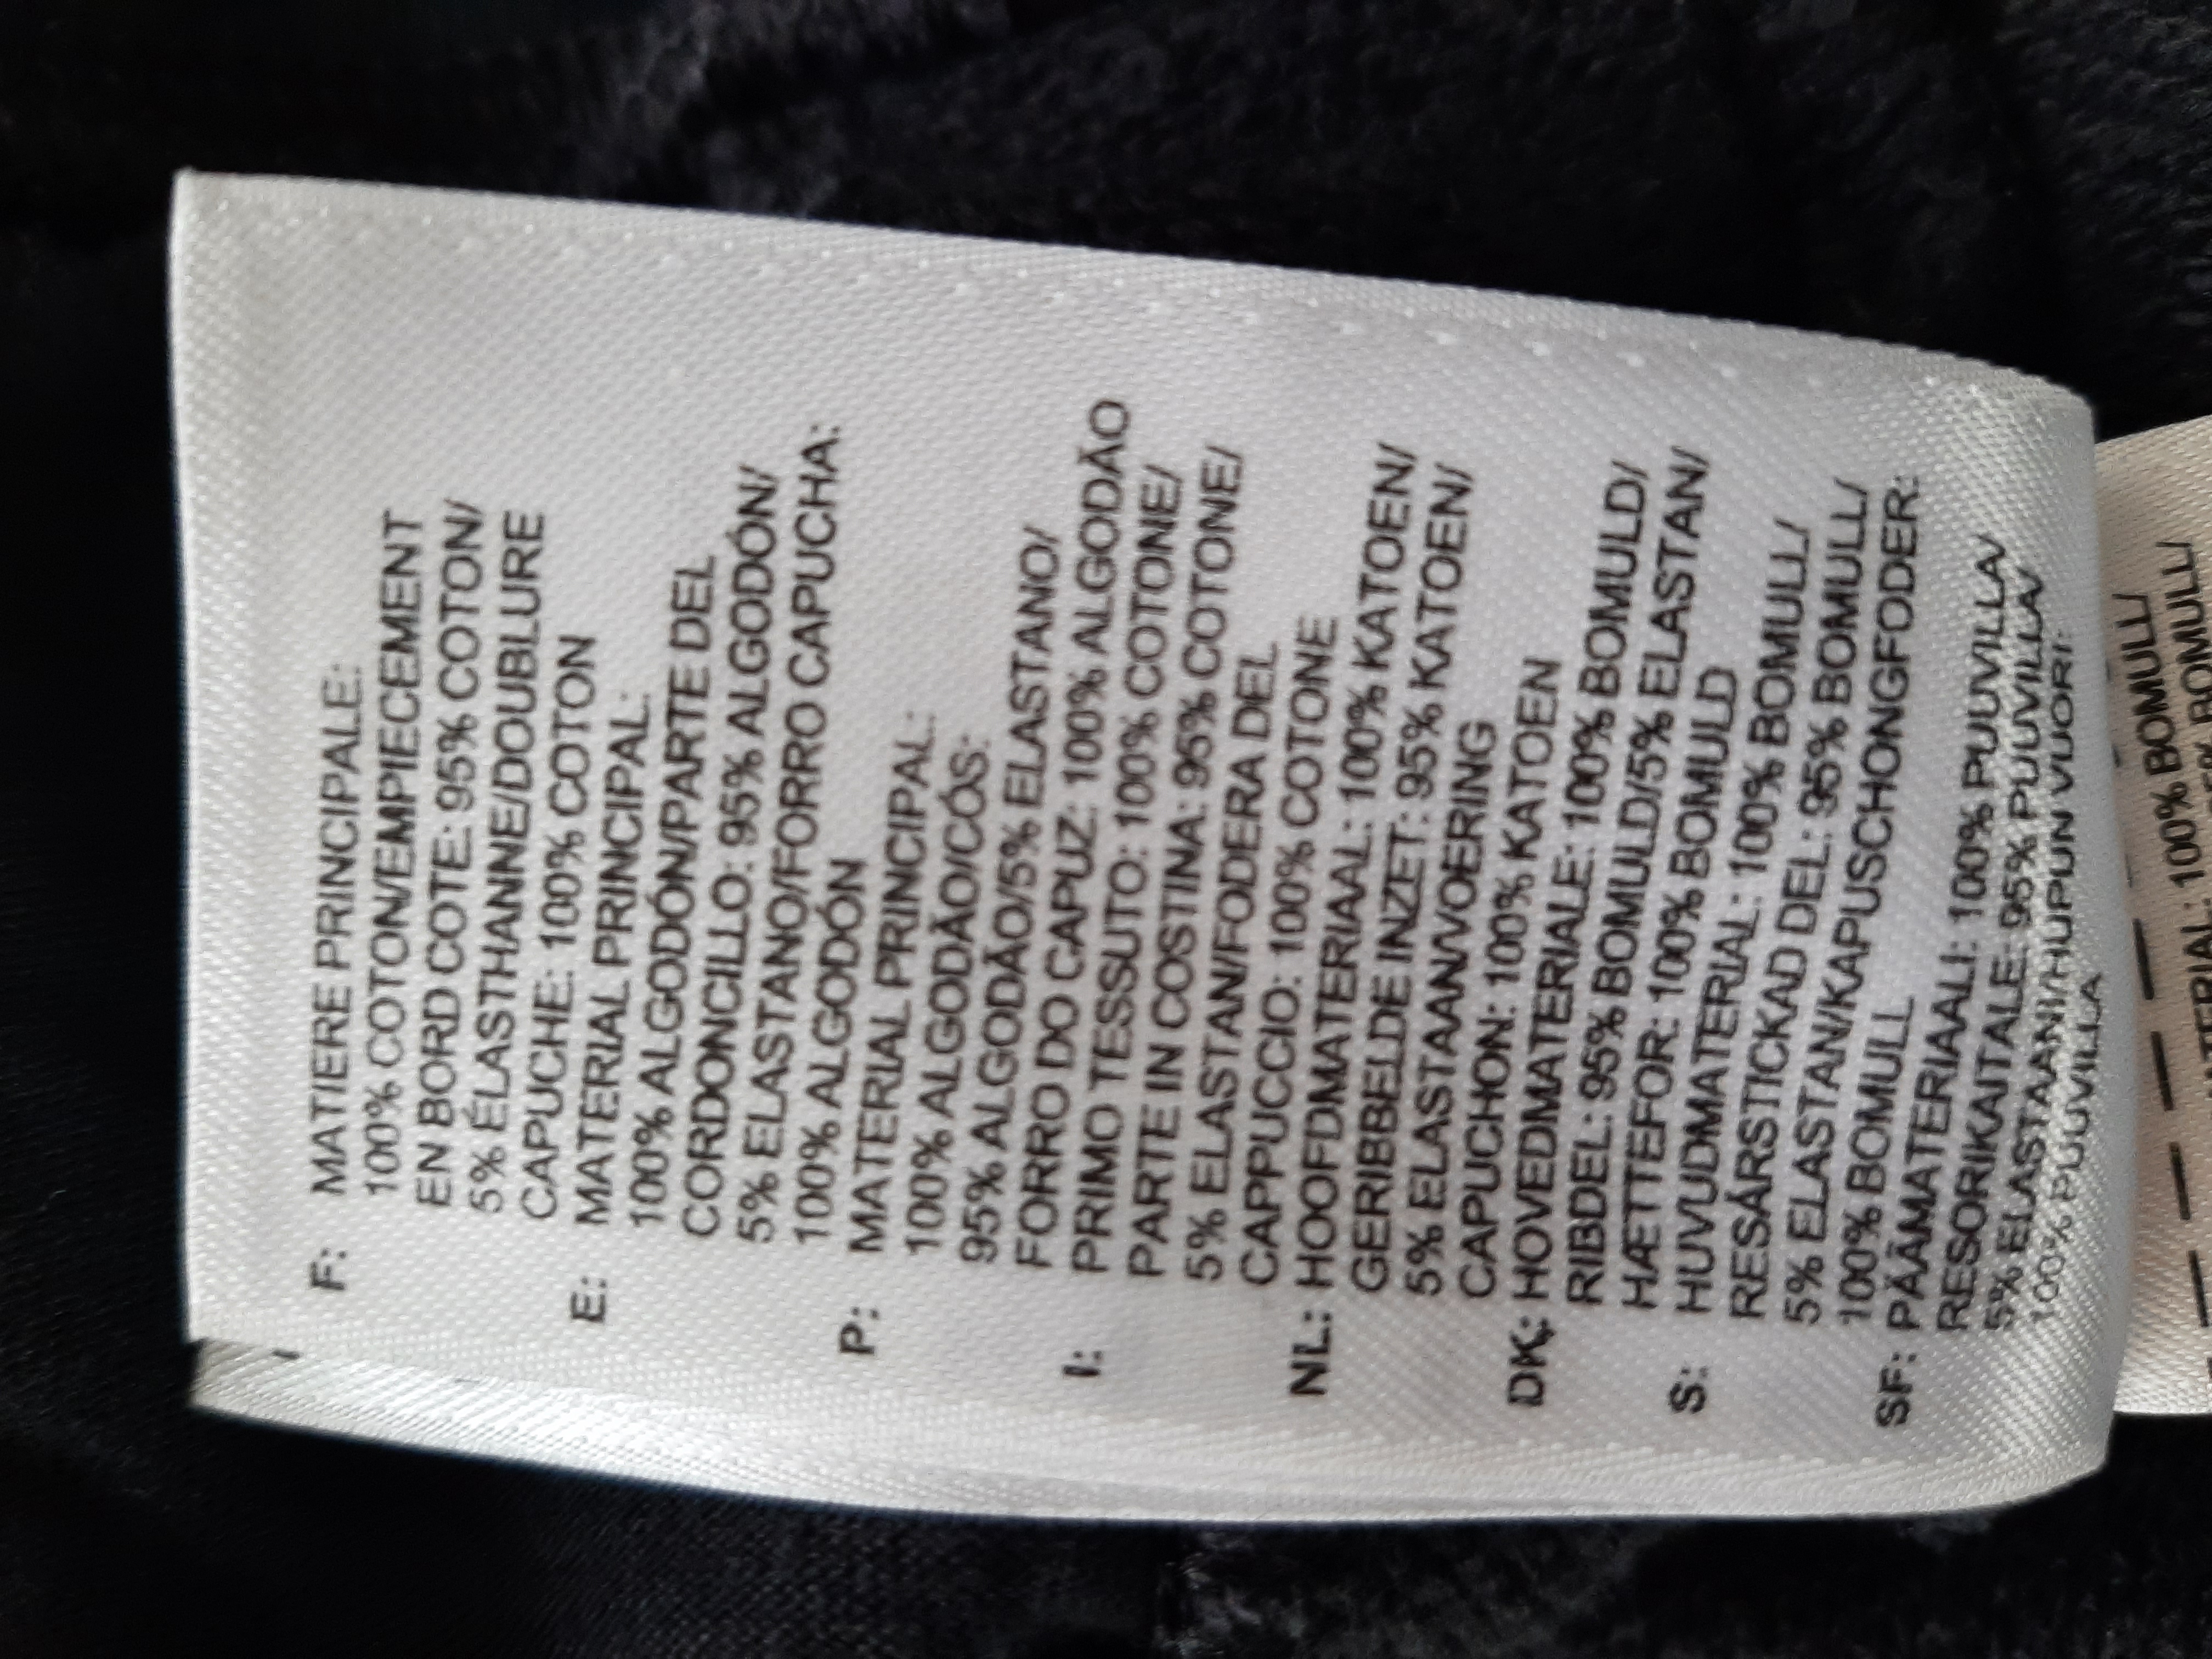 F: MATIERE PRINCIPALE:
100% COTON/EMPIECEMENT
EN BORD COTE: 95% COTON/
5% ÉLASTHANNE/DOUBLURE
CAPUCHE: 100% COTON
E: MATERIAL PRINCIPAL:
100% ALGODÓN/PARTE DEL
CORDONCILLO: 95% ALGODÓN/
5% ELASTANO/FORRO CAPUCHA:
100% ALGODÓN
P: MATERIAL PRINCIPAL:
100% ALGODÃO/CÓS:
95% ALGODÃO/5% ELASTANO/
FORRO DO CAPUZ: 100% ALGODÃO
I: PRIMO TESSUTO: 100% COTONE/
PARTE IN COSTINA: 95% COTONE/
5% ELASTAN/FODERA DEL
CAPPUCCIO: 100% COTONE
NL: HOOFDMATERIAAL: 100% KATOEN/
GERIBBELDE INZET: 95% KATOEN/
5% ELASTAAN/VOERING
CAPUCHON: 100% KATOEN
DK: HOVEDMATERIALE: 100% BOMULD/
RIBDEL: 95% BOMULD/5% ELASTAN/
HÆTTEFOR: 100% BOMULD
S: HUVUDMATERIAL: 100% BOMULL/
RESÅRSTICKAD DEL: 95% BOMULL/
5% ELASTAN/KAPUSCHONGFODER:
100% BOMULL
SF: PÄÄMATERIAALI: 100% PUUVILLA/
RESORIKAITALE: 95% PUUVILLA/
5% ELASTAANI/HUPUN VUORI:
100% PUUVILLA
100% BOMULL/
100% BOMULL/